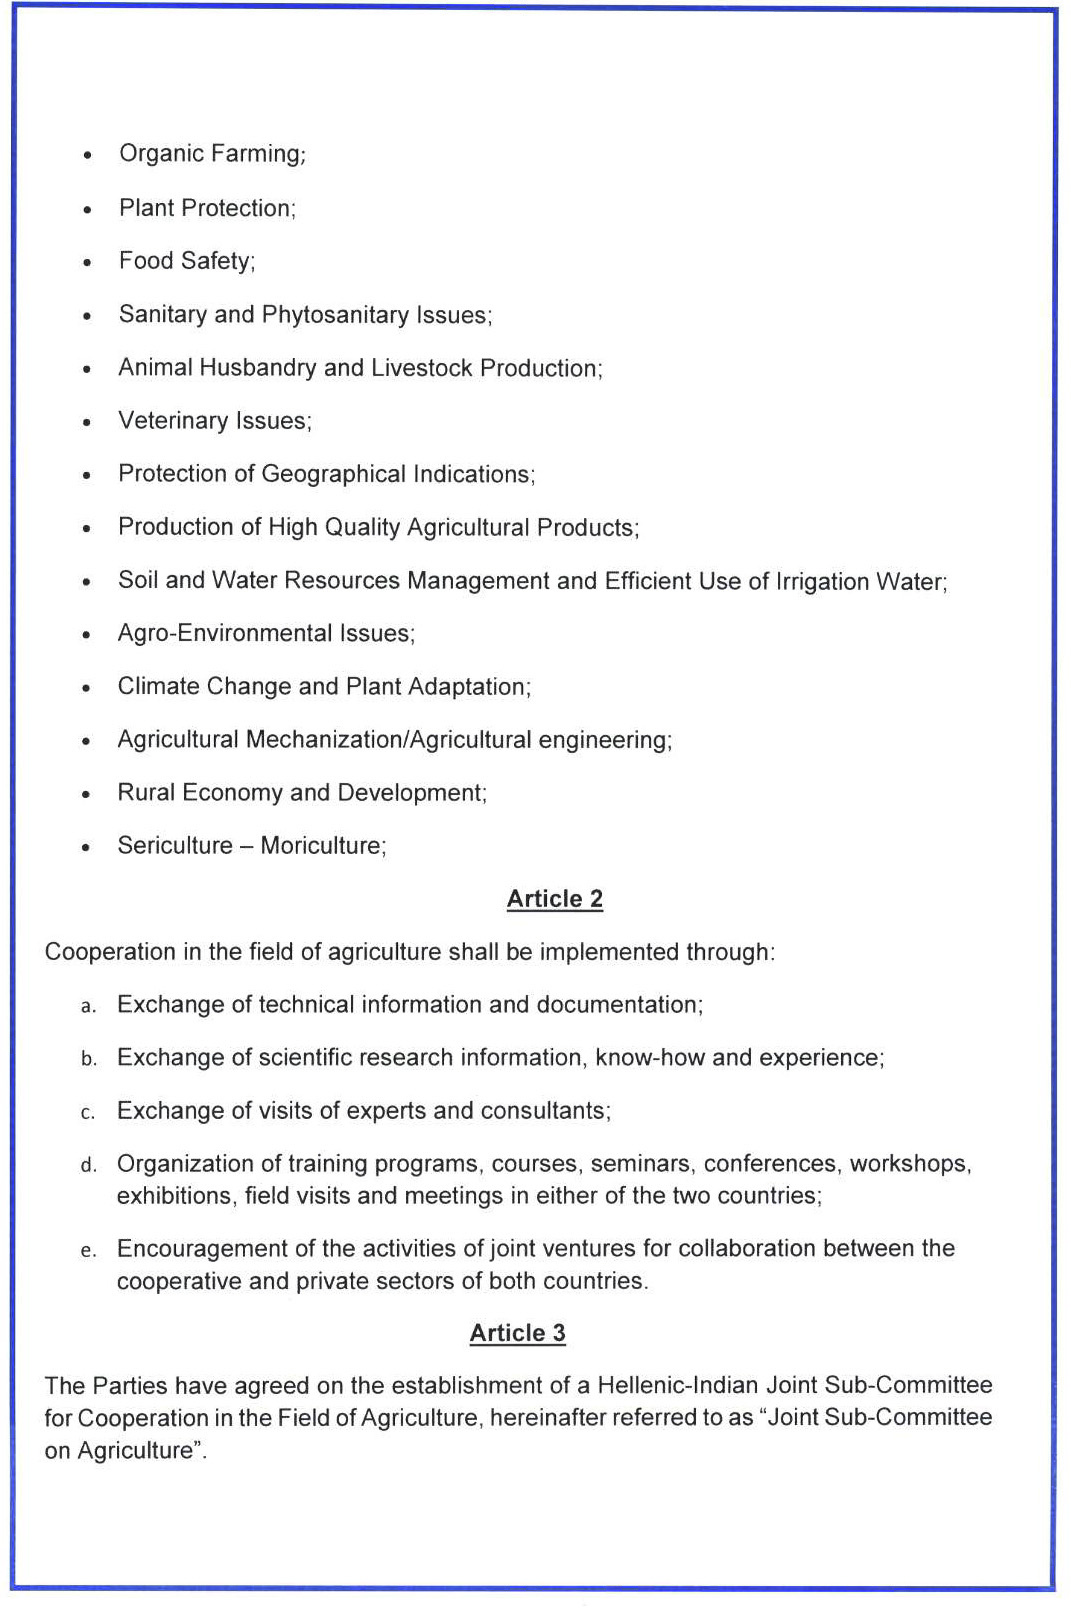 • Organic Farming;
• Plant Protection;
• Food Safety;
• Sanitary and Phytosanitary Issues;
• Animal Husbandry and Livestock Production;
• Veterinary Issues;
• Protection of Geographical Indications;
• Production of High Quality Agricultural Products;
• Soil and Water Resources Management and Efficient Use of Irrigation Water;
• Agro-Environmental Issues;
• Climate Change and Plant Adaptation;
• Agricultural Mechanization/Agricultural engineering;
• Rural Economy and Development;
• Sericulture – Moriculture;
Article 2
Cooperation in the field of agriculture shall be implemented through:
a. Exchange of technical information and documentation;
b. Exchange of scientific research information, know-how and experience;
c. Exchange of visits of experts and consultants;
d. Organization of training programs, courses, seminars, conferences, workshops,
exhibitions, field visits and meetings in either of the two countries;
e. Encouragement of the activities of joint ventures for collaboration between the
cooperative and private sectors of both countries.
Article 3
The Parties have agreed on the establishment of a Hellenic-Indian Joint Sub-Committee
for Cooperation in the Field of Agriculture, hereinafter referred to as “Joint Sub-Committee
on Agriculture”.